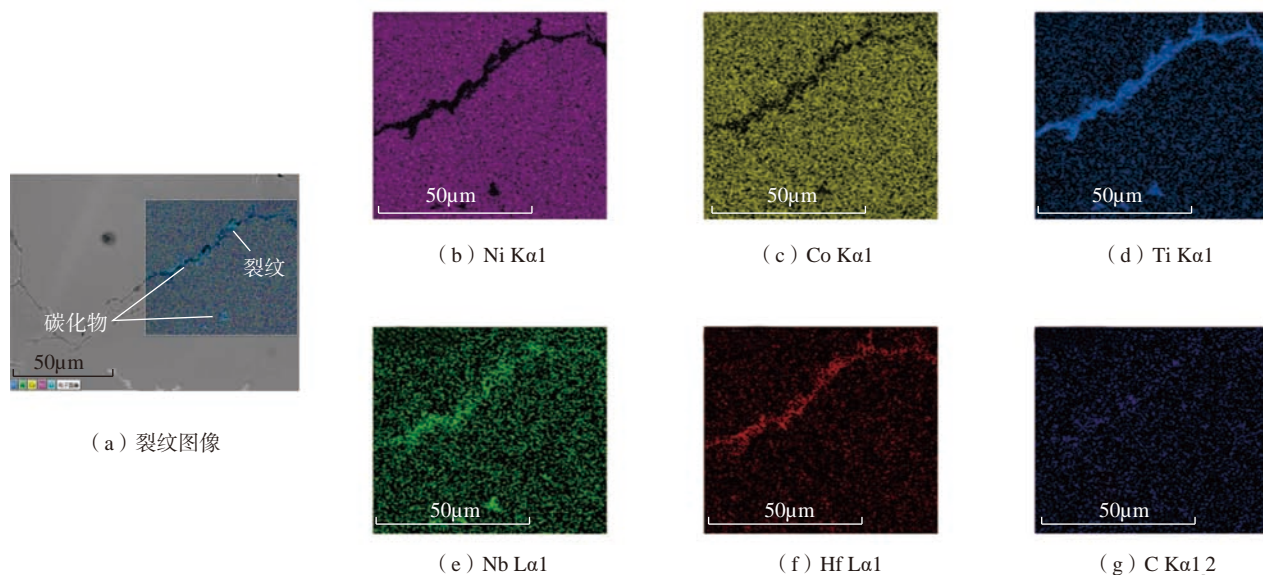 50μm
50μm
50μm
(b)Ni Kα1
(c)Co Kα1
(d)Ti Kα1
裂纹
碳化物
50μm
(a)裂纹图像
50μm
50μm
50μm
(e)Nb Lα1
(f)Hf Lα1
(g)C Kα1,2